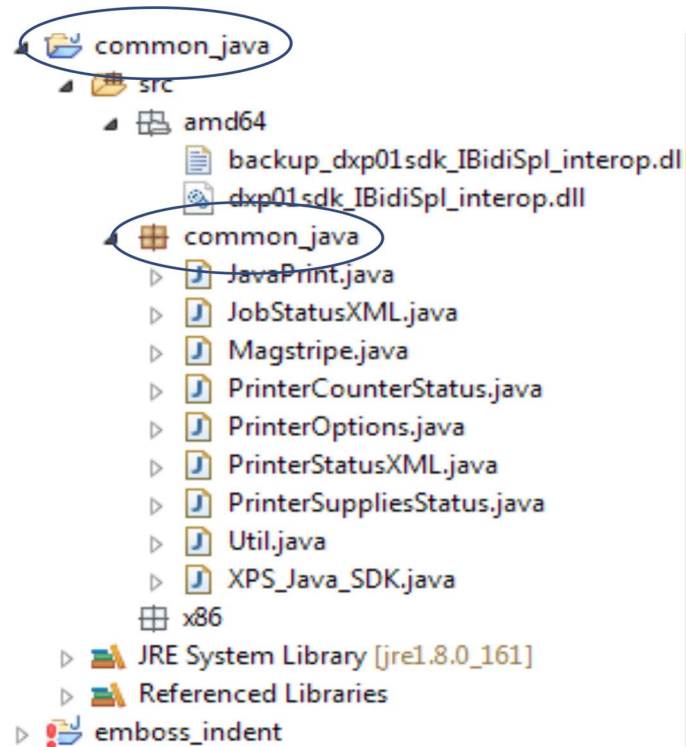 common_java
src
amd64
backup_dxp01sdk_IBidiSpl_interop.dl
dxp01sdk_IBidiSpl_interop.dll
common_java
JavaPrint.java
JobStatusXML.java
Magstripe.java
PrinterCounterStatus.java
PrinterOptions.java
PrinterStatusXML.java
PrinterSuppliesStatus.java
Util.java
XPS_Java_SDK.java
x86
JRE System Library [jre1.8.0_161]
Referenced Libraries
emboss_indent